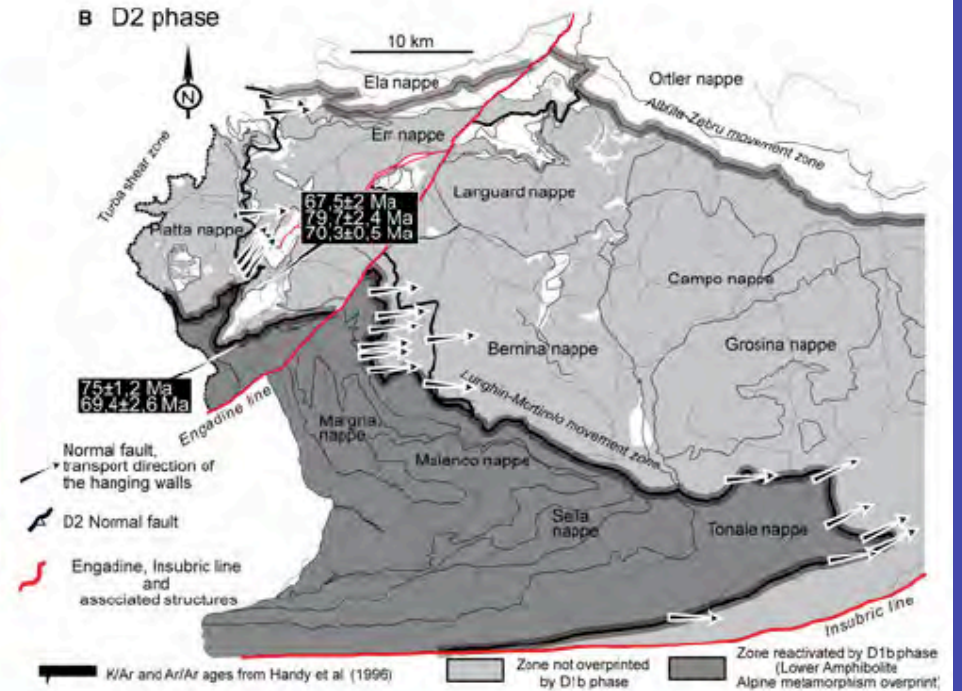 B D2 phase
10 km
N
Ela nappe
Ortler nappe
Albula-Zebru movement zone
Err nappe
Turba shear zone
Languard nappe
67,5±2 Ma
79,7±2,4 Ma
70,3±0,5 Ma
Platta nappe
Campo nappe
Bernina nappe
Grosina nappe
75±1,2 Ma
69,4±2,6 Ma
Engadine line
Lunghin-Mortirolo movement zone
Margna
nappe
Malenco nappe
Normal fault,
transport direction of
the hanging walls
D2 Normal fault
Sella
nappe
Tonale nappe
Engadine, Insubric line
and
associated structures
Insubric line
K/Ar and Ar/Ar ages from Handy et al (1996)
Zone not overprinted
by D1b phase
Zone reactivated by D1b phase
(Lower Amphibolite
Alpine metamorphism overprint)